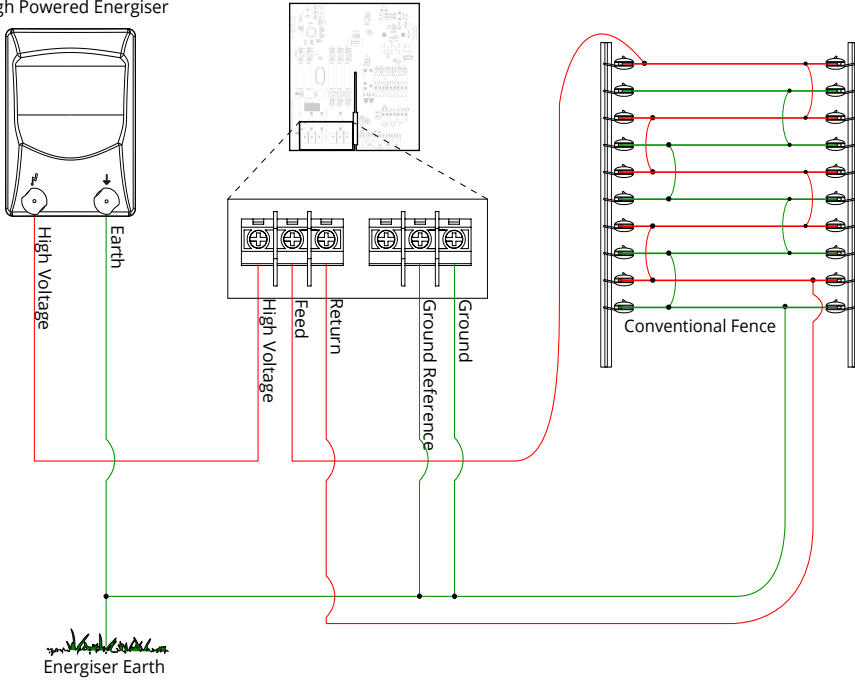 gh Powered Energiser
High Voltage
Earth
High Voltage
Feed
Return
Ground Reference
Ground
Conventional Fence
Energiser Earth